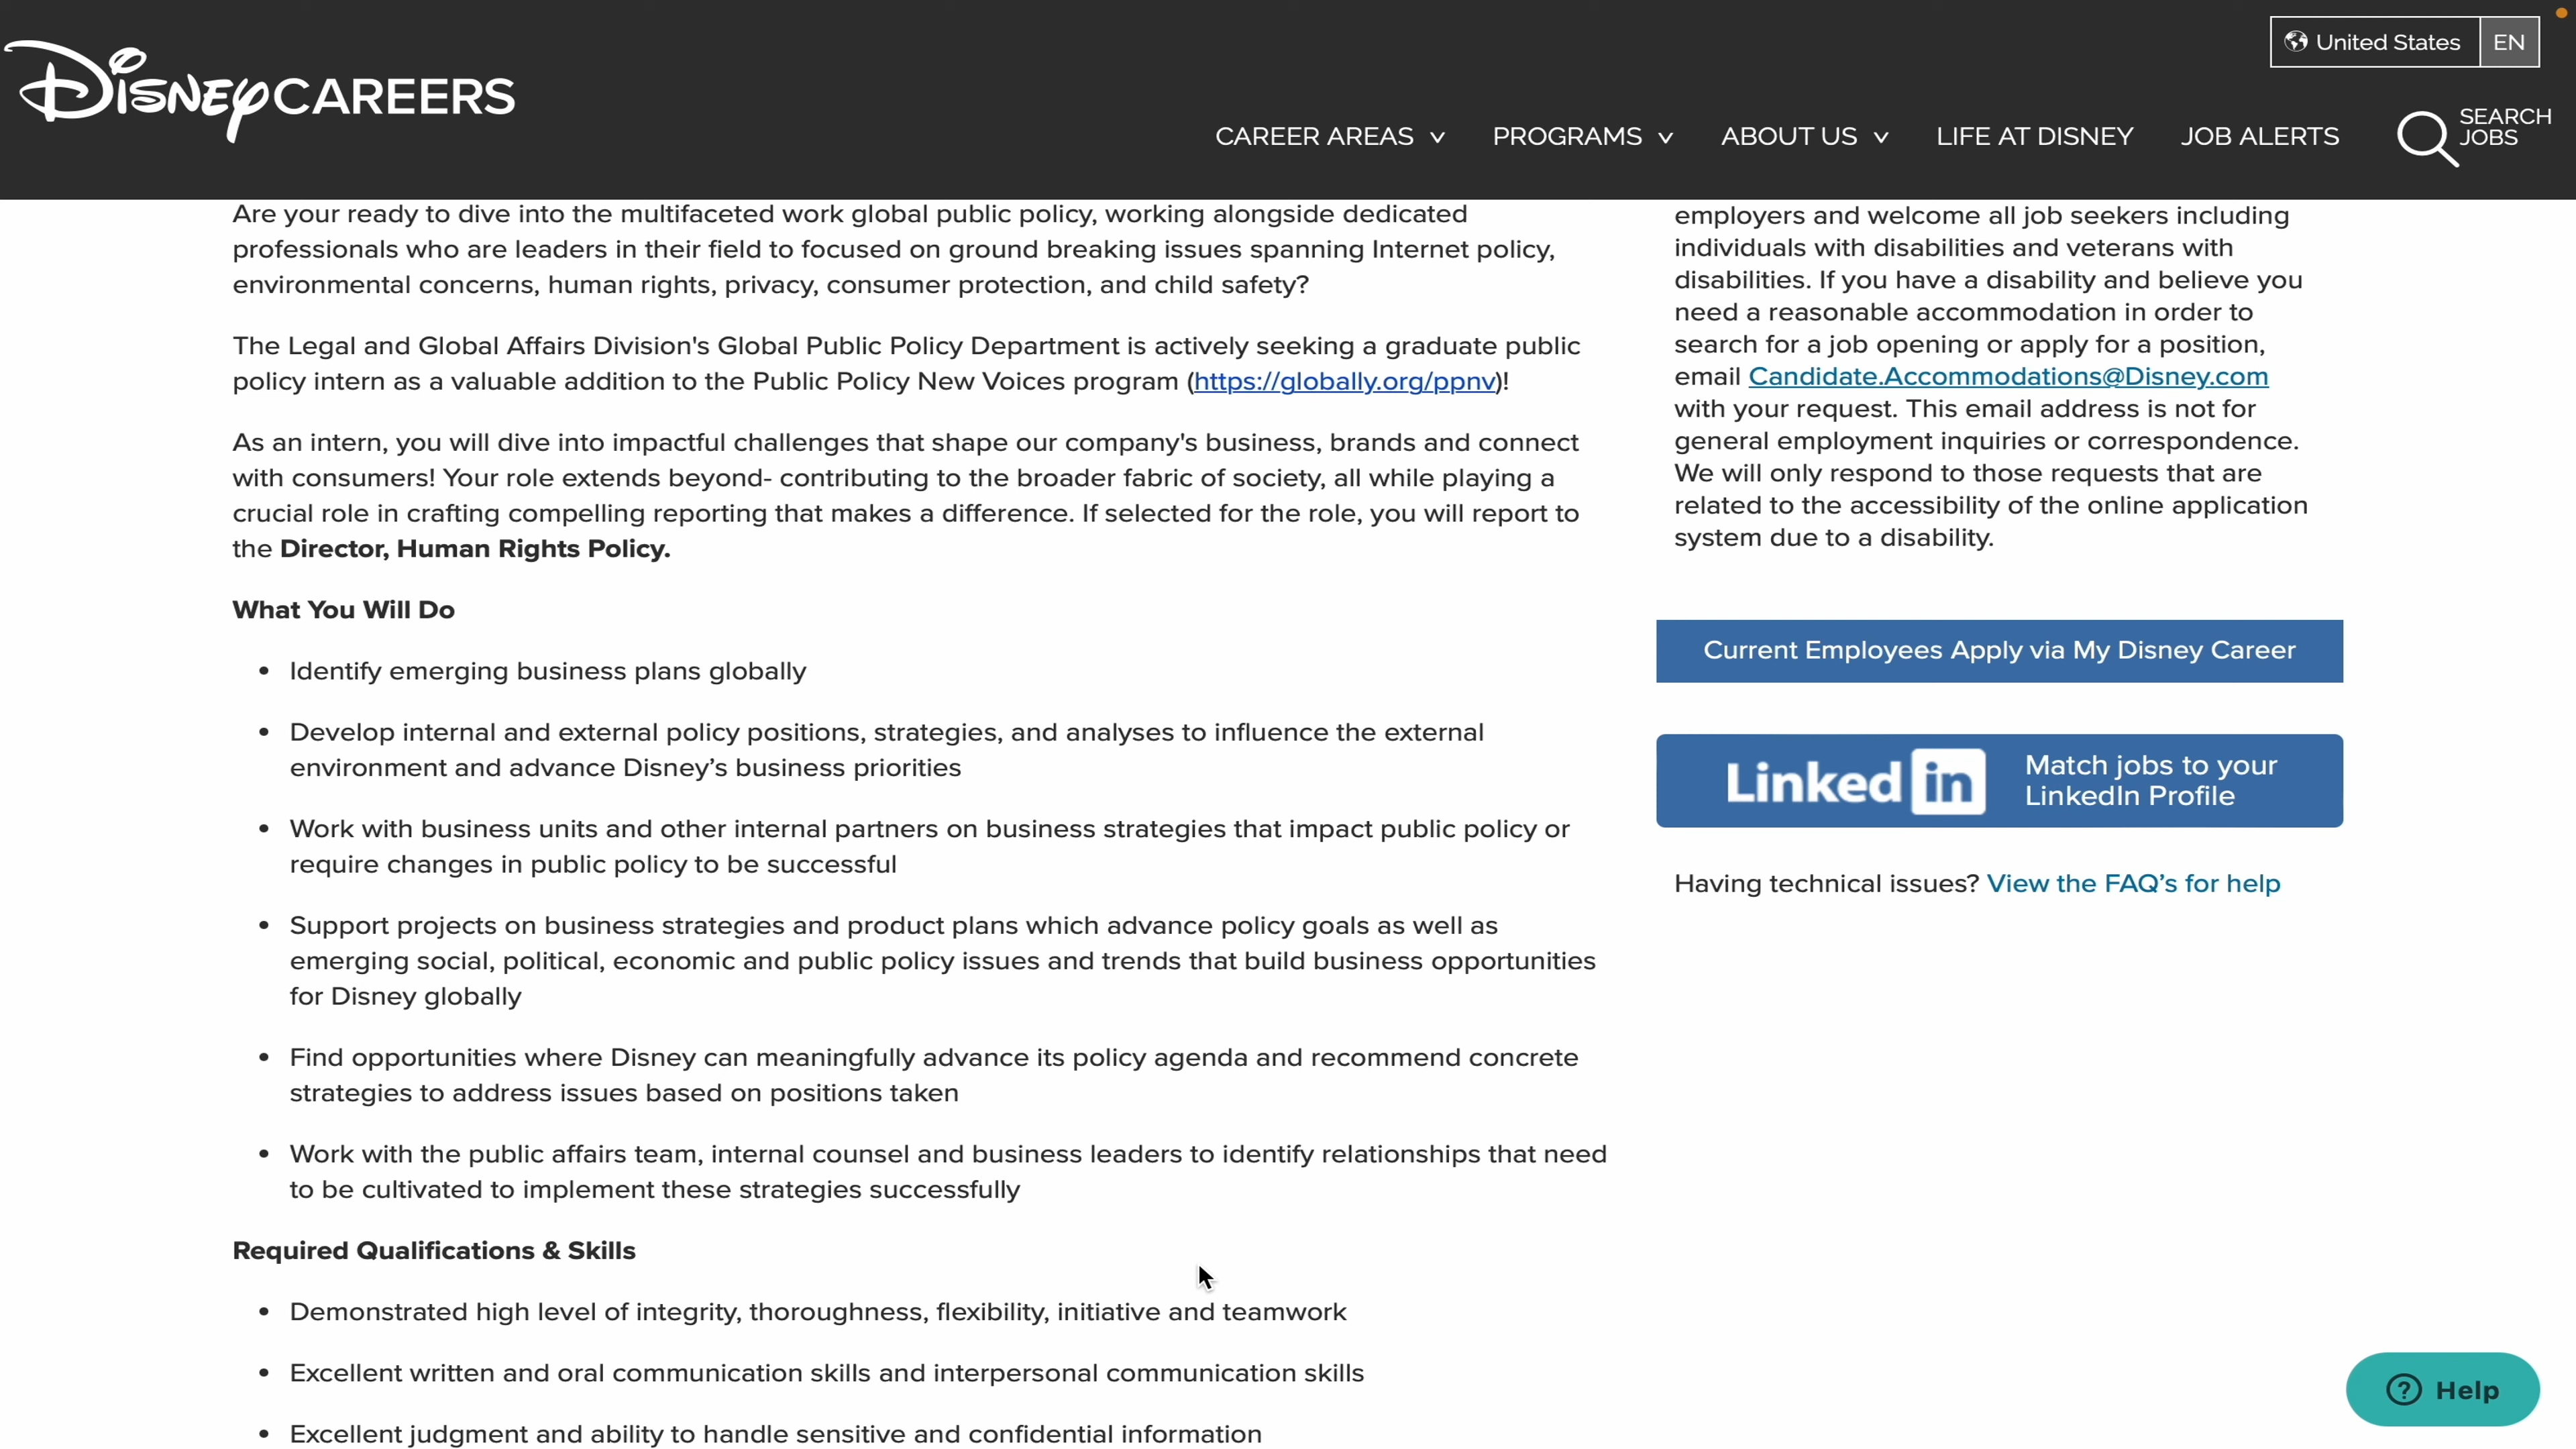 United States EN
Disney CAREERS
CAREER AREAS
PROGRAMS
ABOUT US
LIFE AT DISNEY
JOB ALERTS
SEARCH
JOBS
Are your ready to dive into the multifaceted work global public policy, working alongside dedicated
professionals who are leaders in their field to focused on ground breaking issues spanning Internet policy,
environmental concerns, human rights, privacy, consumer protection, and child safety?
The Legal and Global Affairs Division's Global Public Policy Department is actively seeking a graduate public
policy intern as a valuable addition to the Public Policy New Voices program (https://globally.org/ppnv)!
As an intern, you will dive into impactful challenges that shape our company's business, brands and connect
with consumers! Your role extends beyond- contributing to the broader fabric of society, all while playing a
crucial role in crafting compelling reporting that makes a difference. If selected for the role, you will report to
the Director, Human Rights Policy.
What You Will Do
• Identify emerging business plans globally
• Develop internal and external policy positions, strategies, and analyses to influence the external
environment and advance Disney’s business priorities
• Work with business units and other internal partners on business strategies that impact public policy or
require changes in public policy to be successful
• Support projects on business strategies and product plans which advance policy goals as well as
emerging social, political, economic and public policy issues and trends that build business opportunities
for Disney globally
• Find opportunities where Disney can meaningfully advance its policy agenda and recommend concrete
strategies to address issues based on positions taken
• Work with the public affairs team, internal counsel and business leaders to identify relationships that need
to be cultivated to implement these strategies successfully
Required Qualifications & Skills
• Demonstrated high level of integrity, thoroughness, flexibility, initiative and teamwork
• Excellent written and oral communication skills and interpersonal communication skills
• Excellent judgment and ability to handle sensitive and confidential information
employers and welcome all job seekers including
individuals with disabilities and veterans with
disabilities. If you have a disability and believe you
need a reasonable accommodation in order to
search for a job opening or apply for a position,
email Candidate.Accommodations@Disney.com
with your request. This email address is not for
general employment inquiries or correspondence.
We will only respond to those requests that are
related to the accessibility of the online application
system due to a disability.
Current Employees Apply via My Disney Career
Linked in
Match jobs to your
LinkedIn Profile
Having technical issues? View the FAQ’s for help
? Help